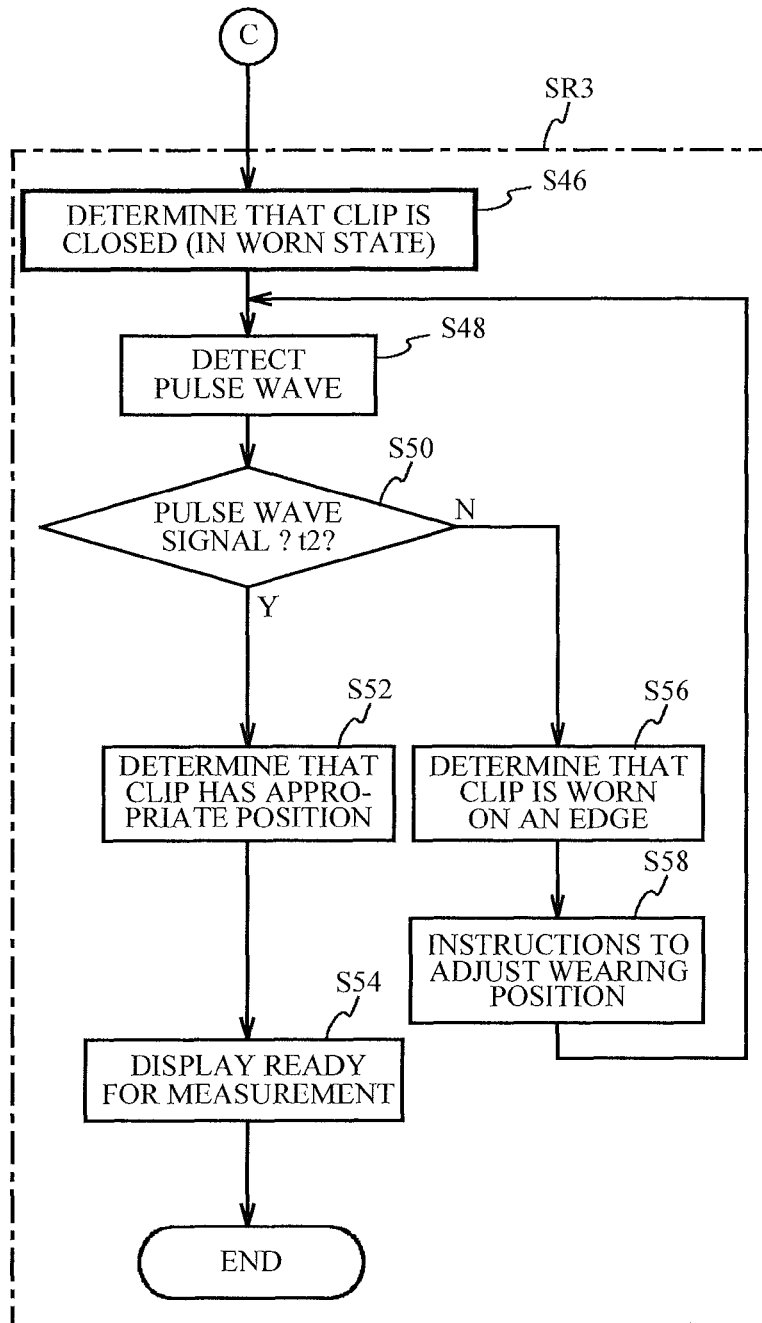 C
SR3
S46
DETERMINE THAT CLIP IS
CLOSED (IN WORN STATE)
S48
DETECT
PULSE WAVE
S50
PULSE WAVE
SIGNAL ? t2?
N
Y
S52
DETERMINE THAT
CLIP HAS APPRO-
PRIATE POSITION
S56
DETERMINE THAT
CLIP IS WORN
ON AN EDGE
S58
INSTRUCTIONS TO
ADJUST WEARING
POSITION
S54
DISPLAY READY
FOR MEASUREMENT
END